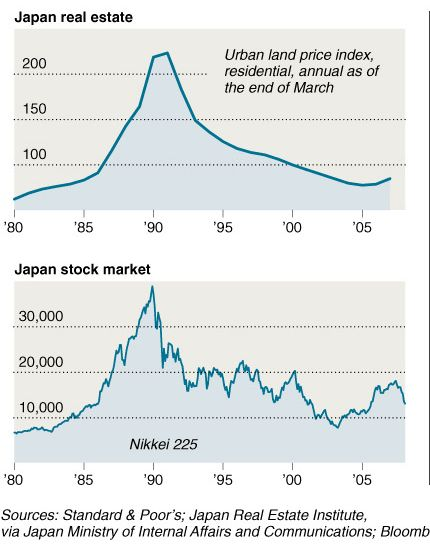 Japan real estate
200
Urban land price index,
residential, annual as of
the end of March
150
100
'80 '85 '90 '95 '00 '05
Japan stock market
30,000
20,000
10,000
Nikkei 225
'80 '85 '90 '95 '00 '05
Sources: Standard & Poor's; Japan Real Estate Institute,
via Japan Ministry of Internal Affairs and Communications; Bloomb